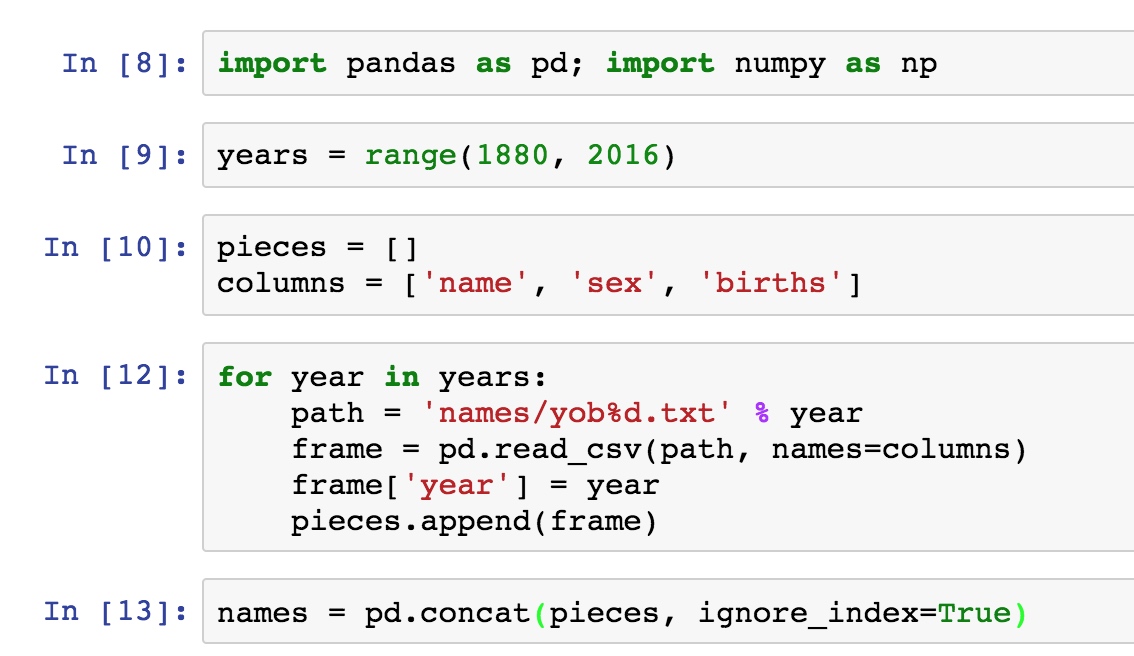 In [8]: import pandas as pd; import numpy as np
In [9]: years = range(1880, 2016)
In [10]: pieces = []
columns = ['name', 'sex', 'births']
In [12]: for year in years:
    path = 'names/yob%d.txt' % year
    frame = pd.read_csv(path, names=columns)
    frame['year'] = year
    pieces.append(frame)
In [13]: names = pd.concat(pieces, ignore_index=True)